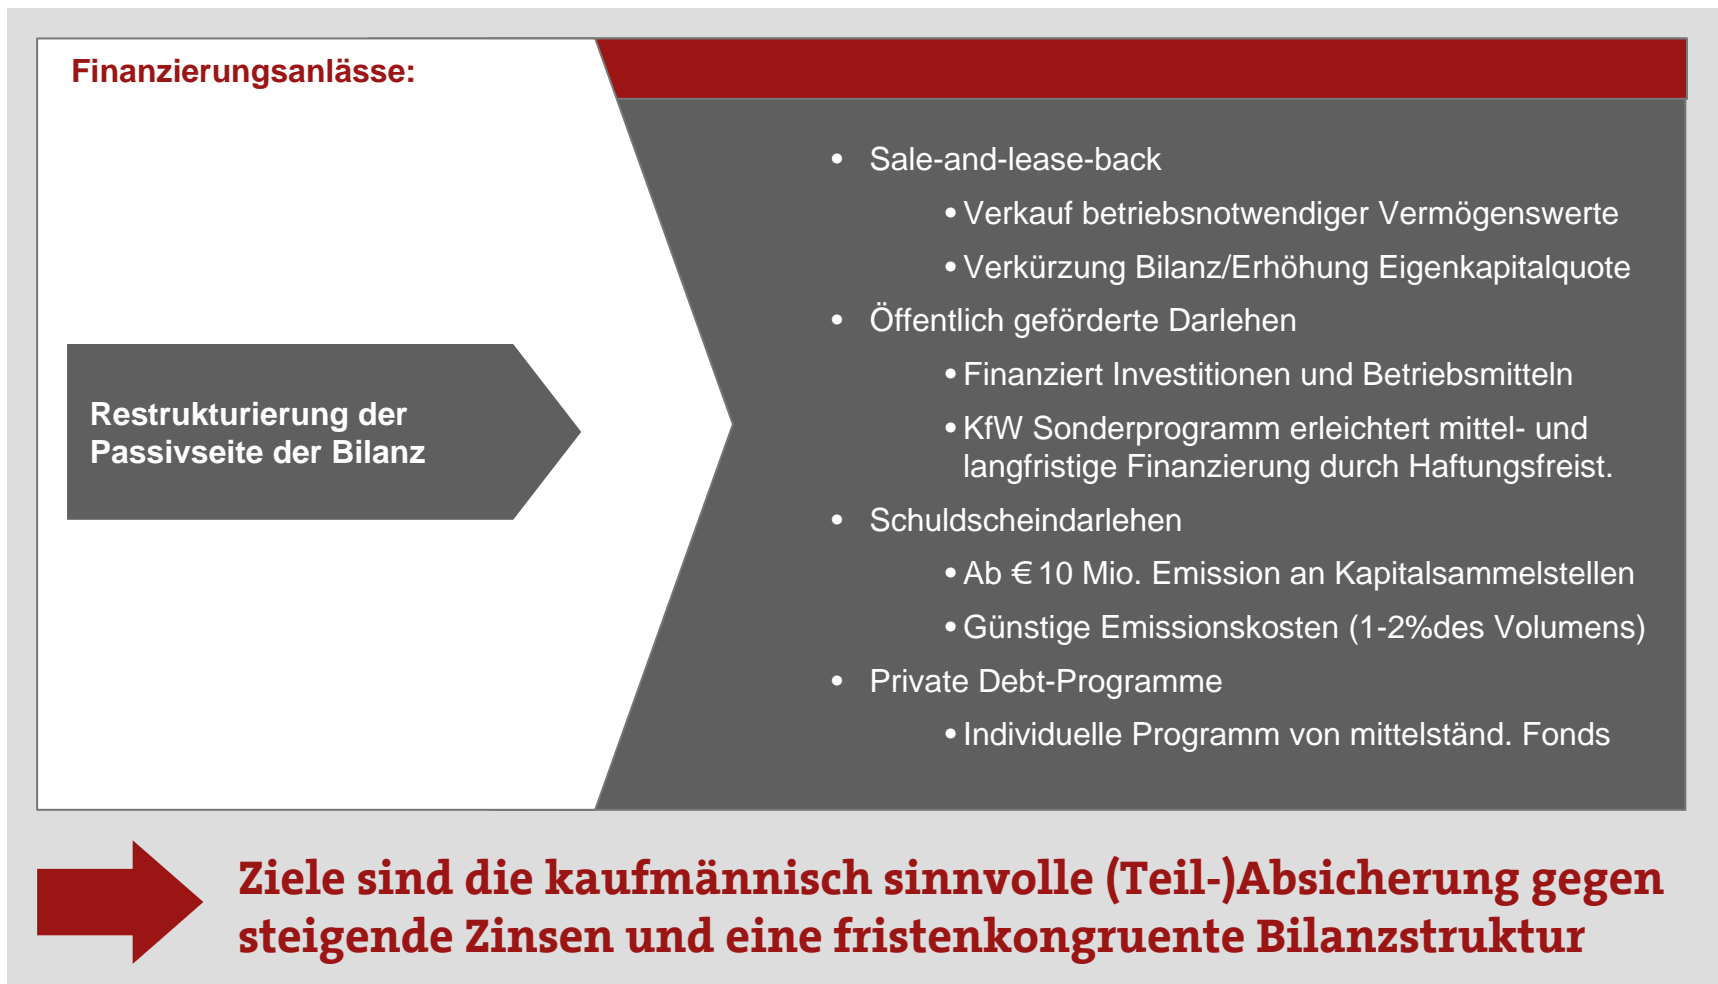 Finanzierungsanlässe:
Restrukturierung der
Passivseite der Bilanz
• Sale-and-lease-back
• Verkauf betriebsnotwendiger Vermögenswerte
• Verkürzung Bilanz/Erhöhung Eigenkapitalquote
• Öffentlich geförderte Darlehen
• Finanziert Investitionen und Betriebsmitteln
• KfW Sonderprogramm erleichtert mittel- und
langfristige Finanzierung durch Haftungsfreist.
• Schuldscheindarlehen
• Ab € 10 Mio. Emission an Kapitalsammelstellen
• Günstige Emissionskosten (1-2%des Volumens)
• Private Debt-Programme
• Individuelle Programm von mittelständ. Fonds
Ziele sind die kaufmännisch sinnvolle (Teil-)Absicherung gegen
steigende Zinsen und eine fristenkongruente Bilanzstruktur